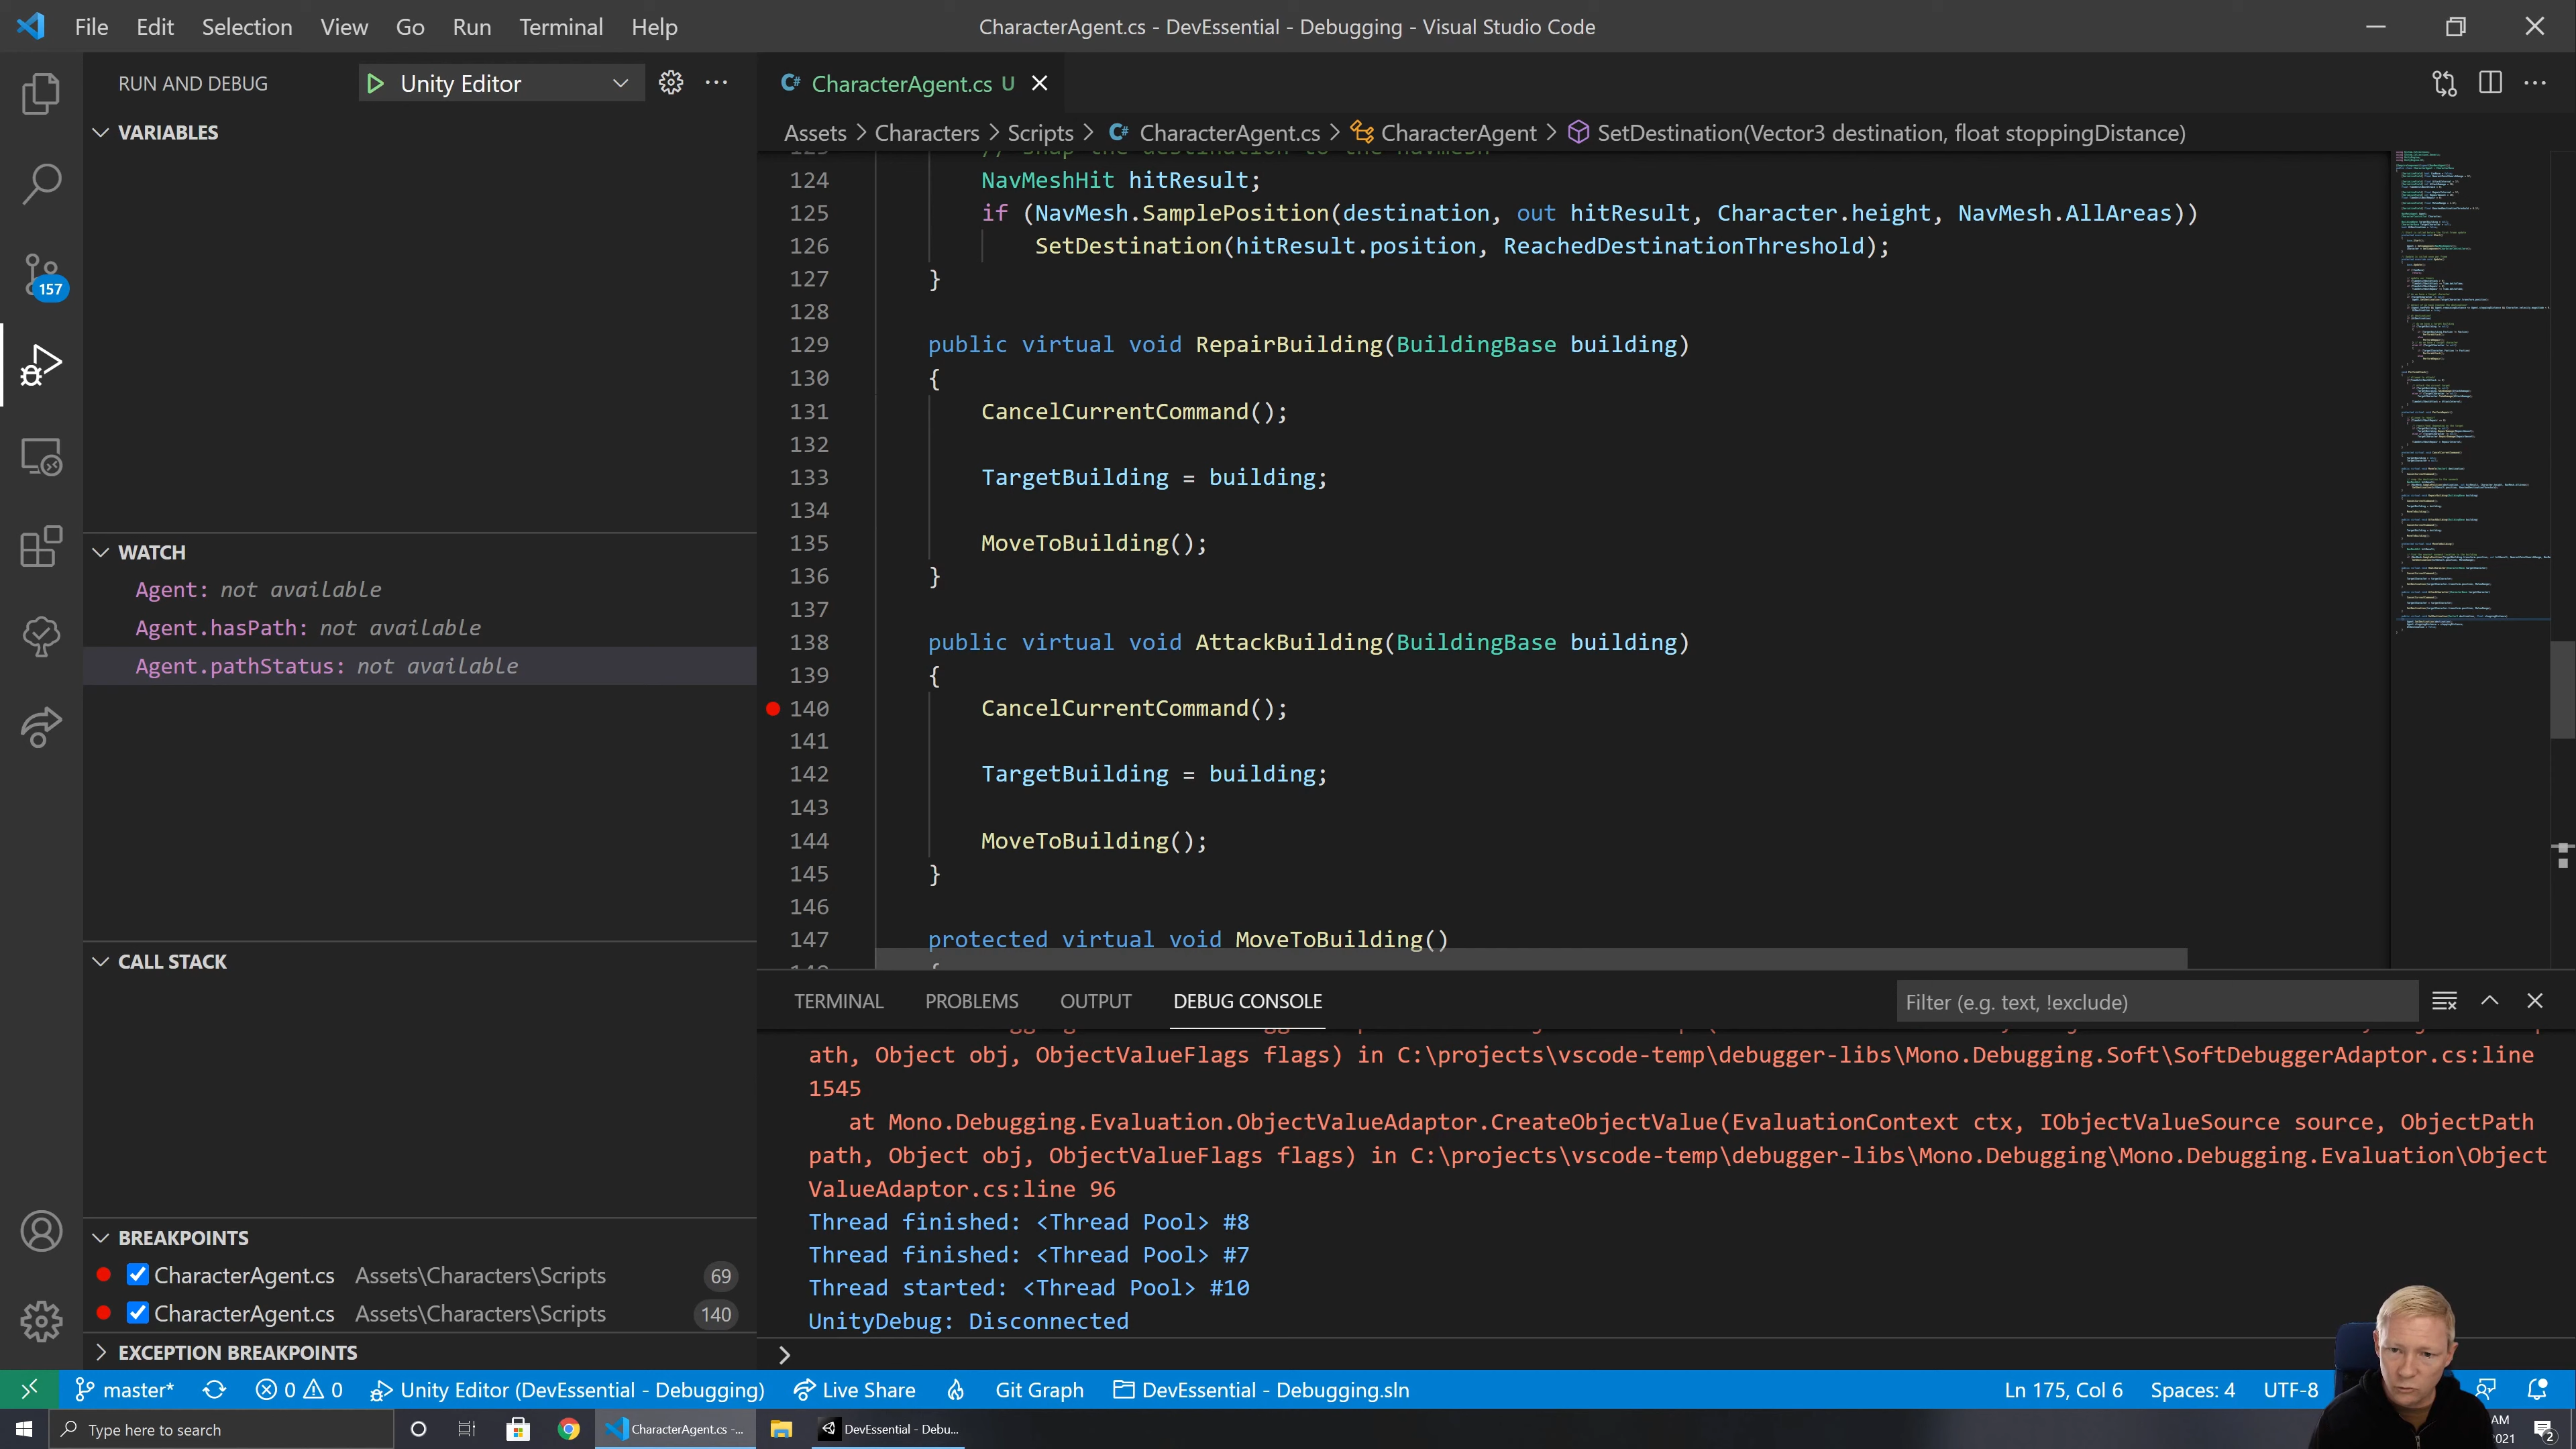 File Edit Selection View Go Run Terminal Help
CharacterAgent.cs - DevEssential - Debugging - Visual Studio Code
RUN AND DEBUG
Unity Editor
VARIABLES
WATCH
Agent: not available
Agent.hasPath: not available
Agent.pathStatus: not available
CALL STACK
BREAKPOINTS
CharacterAgent.cs Assets\Characters\Scripts 69
CharacterAgent.cs Assets\Characters\Scripts 140
EXCEPTION BREAKPOINTS
157
CharacterAgent.cs U
Assets > Characters > Scripts > CharacterAgent.cs > CharacterAgent > SetDestination(Vector3 destination, float stoppingDistance)
124 NavMeshHit hitResult;
125 if (NavMesh.SamplePosition(destination, out hitResult, Character.height, NavMesh.AllAreas))
126 SetDestination(hitResult.position, ReachedDestinationThreshold);
127 }
128
129 public virtual void RepairBuilding(BuildingBase building)
130 {
131 CancelCurrentCommand();
132
133 TargetBuilding = building;
134
135 MoveToBuilding();
136 }
137
138 public virtual void AttackBuilding(BuildingBase building)
139 {
140 CancelCurrentCommand();
141
142 TargetBuilding = building;
143
144 MoveToBuilding();
145 }
146
147 protected virtual void MoveToBuilding()
TERMINAL PROBLEMS OUTPUT DEBUG CONSOLE
Filter (e.g. text, !exclude)
ath, Object obj, ObjectValueFlags flags) in C:\projects\vscode-temp\debugger-libs\Mono.Debugging.Soft\SoftDebuggerAdaptor.cs:line
1545
at Mono.Debugging.Evaluation.ObjectValueAdaptor.CreateObjectValue(EvaluationContext ctx, IObjectValueSource source, ObjectPath
path, Object obj, ObjectValueFlags flags) in C:\projects\vscode-temp\debugger-libs\Mono.Debugging\Mono.Debugging.Evaluation\Object
ValueAdaptor.cs:line 96
Thread finished: <Thread Pool> #8
Thread finished: <Thread Pool> #7
Thread started: <Thread Pool> #10
UnityDebug: Disconnected
master* 0 0 Unity Editor (DevEssential - Debugging) Live Share Git Graph DevEssential - Debugging.sln Ln 175, Col 6 Spaces: 4 UTF-8
Type here to search
CharacterAgent.cs -...
DevEssential - Debu...
AM
2021
2